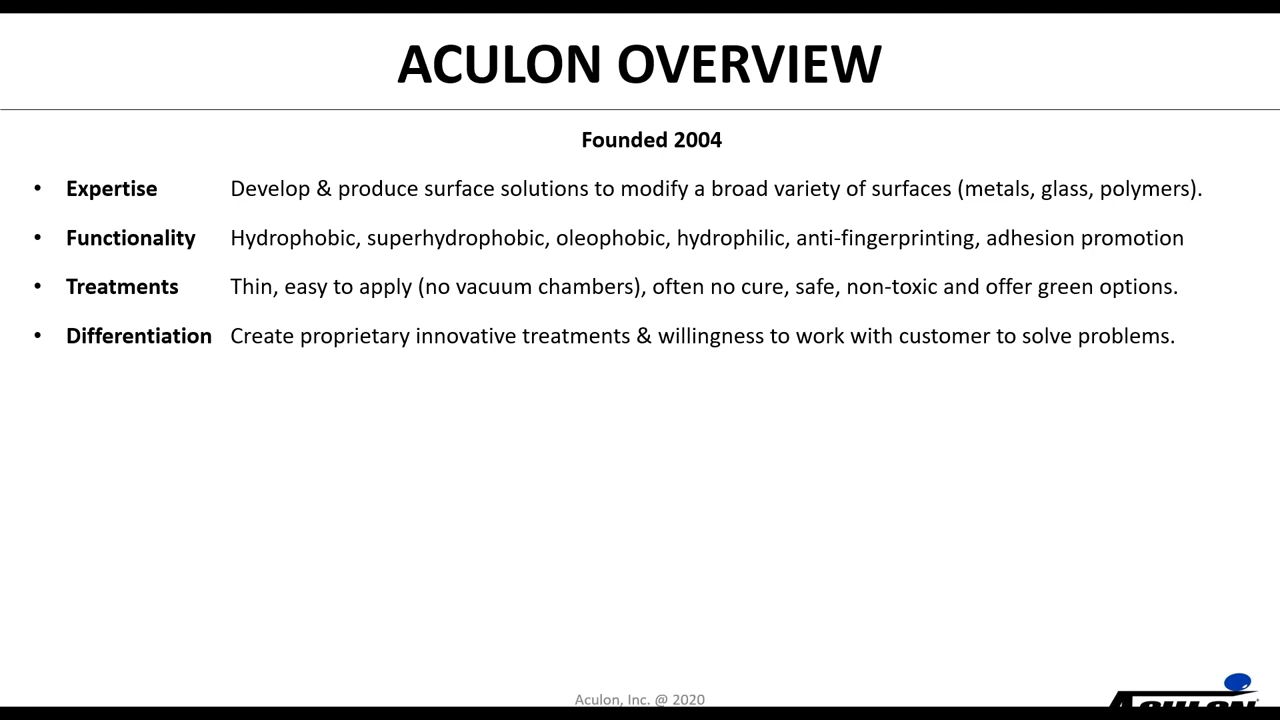 ACULON OVERVIEW
Founded 2004
• Expertise Develop & produce surface solutions to modify a broad variety of surfaces (metals, glass, polymers).
• Functionality Hydrophobic, superhydrophobic, oleophobic, hydrophilic, anti-fingerprinting, adhesion promotion
• Treatments Thin, easy to apply (no vacuum chambers), often no cure, safe, non-toxic and offer green options.
• Differentiation Create proprietary innovative treatments & willingness to work with customer to solve problems.
Aculon, Inc. @ 2020
ACULON